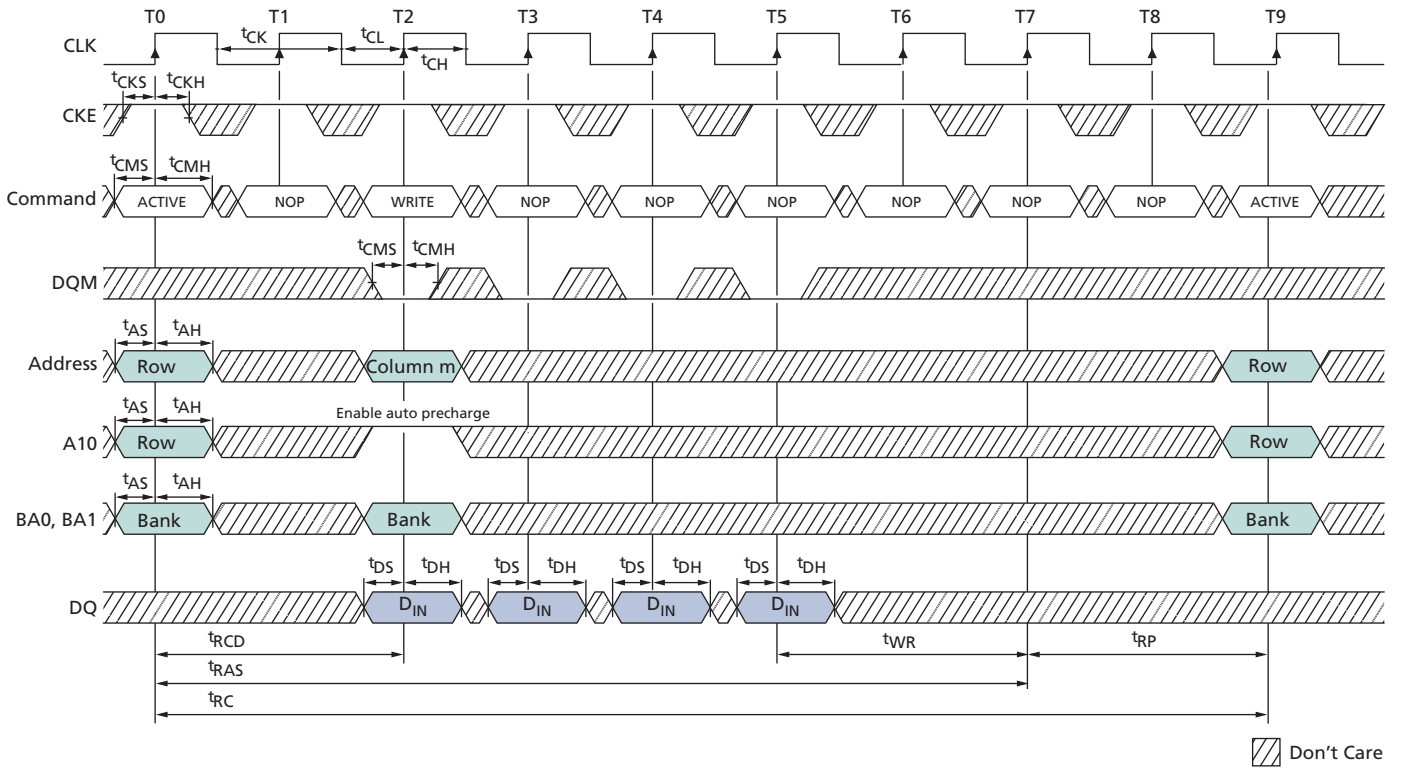 T0 T1 T2 T3 T4 T5 T6 T7 T8 T9
CLK tCK tCL tCH
tCKS tCKH
CKE
tCMS tCMH
Command ACTIVE NOP WRITE NOP NOP NOP NOP NOP NOP ACTIVE
tCMS tCMH
DQM
tAS tAH
Address Row Column m Row
tAS tAH Enable auto precharge
A10 Row Row
tAS tAH
BA0, BA1 Bank Bank Bank
tDS tDH tDS tDH tDS tDH tDS tDH
DQ DIN DIN DIN DIN
tRCD tWR tRP
tRAS
tRC
Don't Care